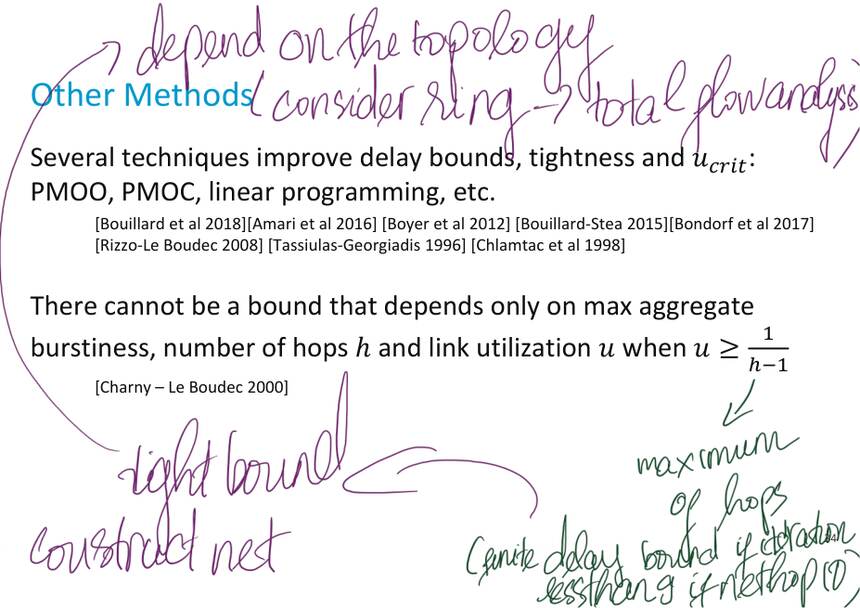 depend on the topology
Other Methods
( consider ring → total flow analysis)
Several techniques improve delay bounds, tightness and u_crit:
PMOO, PMOC, linear programming, etc.
[Bouillard et al 2018][Amari et al 2016] [Boyer et al 2012] [Bouillard-Stea 2015][Bondorf et al 2017]
[Rizzo-Le Boudec 2008] [Tassiulas-Georgiadis 1996] [Chlamtac et al 1998]
There cannot be a bound that depends only on max aggregate
burstiness, number of hops h and link utilization u when u ≥ 1/(h−1)
[Charny – Le Boudec 2000]
tight bound
construct net
maximum
of hops
(finite delay bound if
less than if